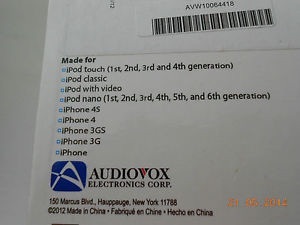 AVW10064418
Made for
iPod touch (1st, 2nd, 3rd and 4th generation)
iPod classic
iPod with video
iPod nano (1st, 2nd, 3rd, 4th, 5th, and 6th generation)
iPhone 4S
iPhone 4
iPhone 3GS
iPhone 3G
iPhone
AUDIOVOX
ELECTRONICS CORP.
150 Marcus Blvd., Hauppauge, New York 11788
©2012 Made in China • Fabriqué en Chine • Hecho en China